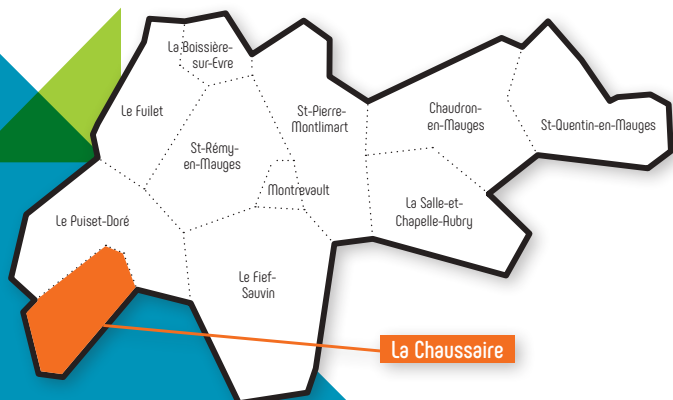 La Boissière-
sur-Evre
Le Fuilet
St-Pierre-
Montlimart
Chaudron-
en-Mauges
St-Quentin-en-Mauges
St-Rémy-
en-Mauges
Montrevault
Le Puiset-Doré
La Salle-et-
Chapelle-Aubry
Le Fief-
Sauvin
La Chaussaire